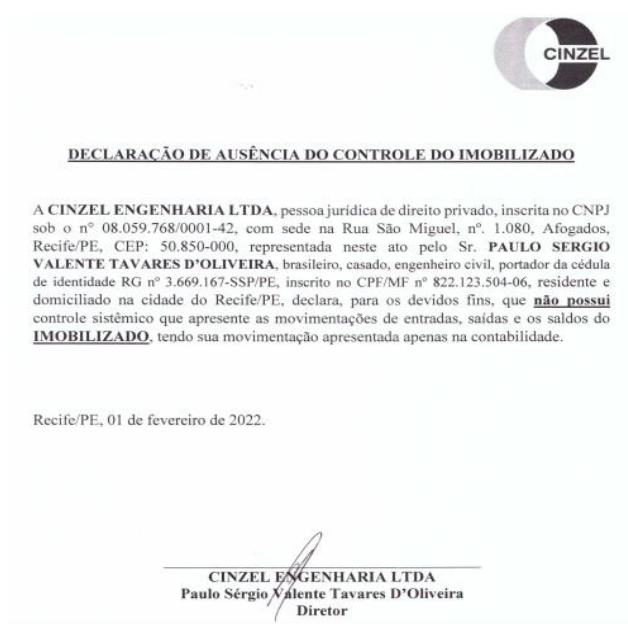 CINZEL
DECLARAÇÃO DE AUSÊNCIA DO CONTROLE DO IMOBILIZADO
A CINZEL ENGENHARIA LTDA, pessoa jurídica de direito privado, inscrita no CNPJ
sob o nº 08.059.768/0001-42, com sede na Rua São Miguel, nº. 1.080, Afogados,
Recife/PE, CEP: 50.850-000, representada neste ato pelo Sr. PAULO SERGIO
VALENTE TAVARES D’OLIVEIRA, brasileiro, casado, engenheiro civil, portador da cédula
de identidade RG nº 3.669.167-SSP/PE, inscrito no CPF/MF nº 822.123.504-06, residente e
domiciliado na cidade do Recife/PE, declara, para os devidos fins, que não possui
controle sistêmico que apresente as movimentações de entradas, saídas e os saldos do
IMOBILIZADO, tendo sua movimentação apresentada apenas na contabilidade.
Recife/PE, 01 de fevereiro de 2022.
CINZEL ENGENHARIA LTDA
Paulo Sérgio Valente Tavares D’Oliveira
Diretor